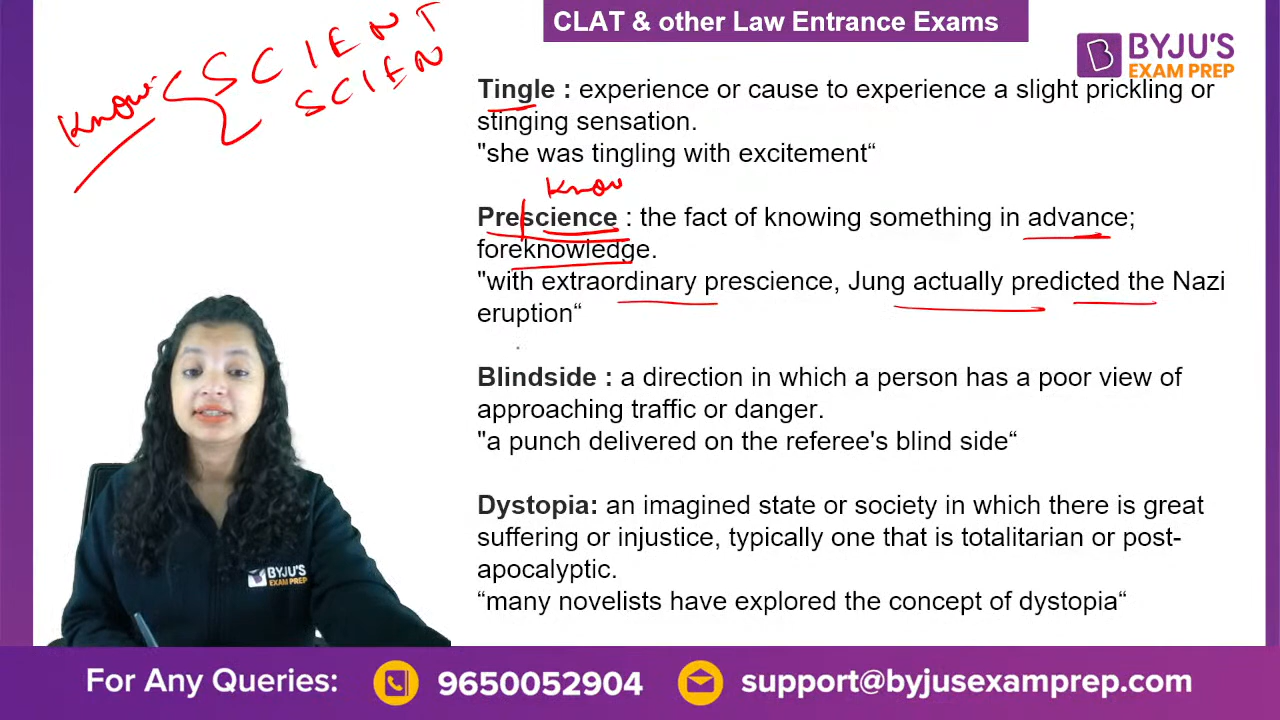 CLAT & other Law Entrance Exams
BYJU'S
EXAM PREP
SCIENT
SCIEN
Know
Tingle : experience or cause to experience a slight prickling or
stinging sensation.
"she was tingling with excitement“
Know
Prescience : the fact of knowing something in advance;
foreknowledge.
"with extraordinary prescience, Jung actually predicted the Nazi
eruption“
Blindside : a direction in which a person has a poor view of
approaching traffic or danger.
"a punch delivered on the referee's blind side“
Dystopia: an imagined state or society in which there is great
suffering or injustice, typically one that is totalitarian or post-
apocalyptic.
“many novelists have explored the concept of dystopia“
BYJU'S
EXAM PREP
For Any Queries: 9650052904 support@byjusexamprep.com